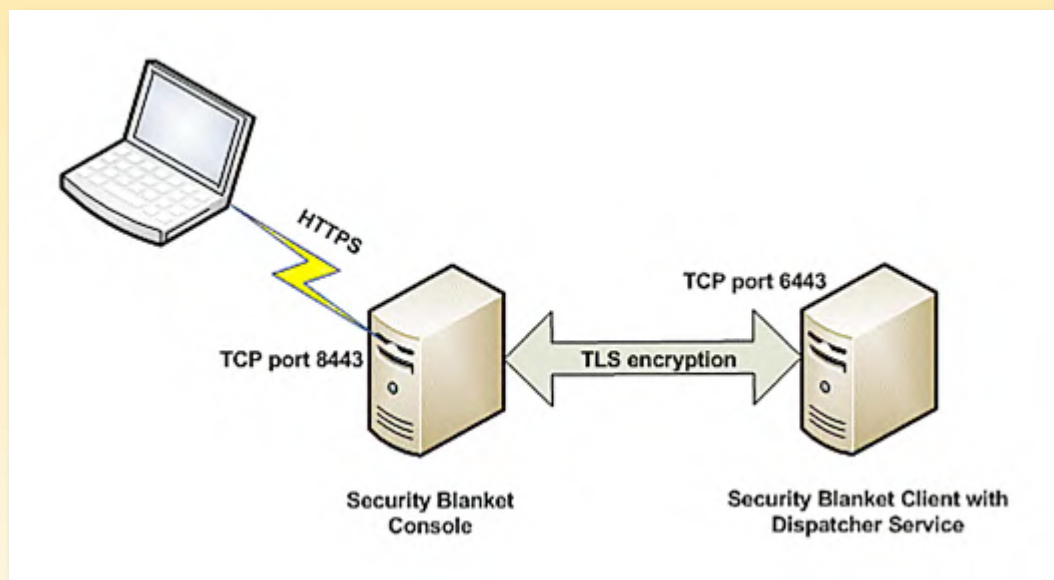 HTTPS
TCP port 6443
TCP port 8443
TLS encryption
Security Blanket
Console
Security Blanket Client with
Dispatcher Service